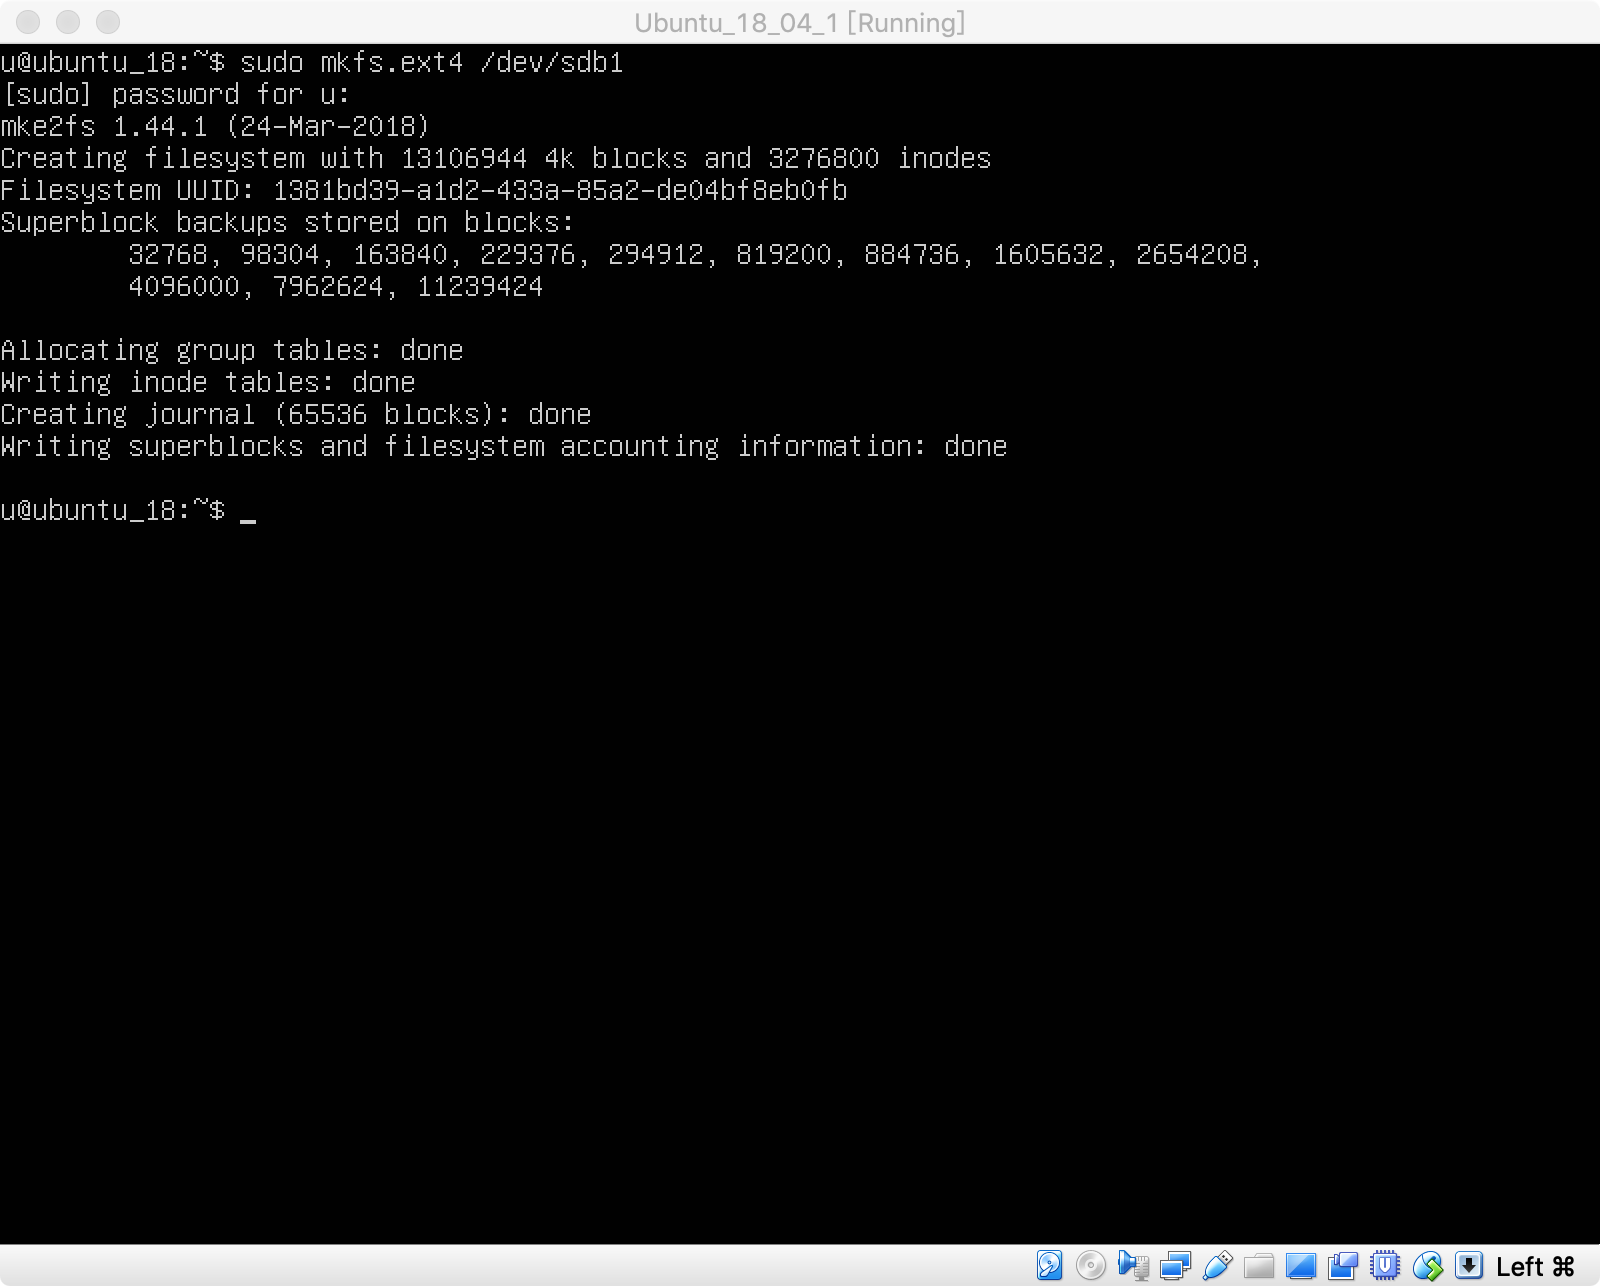 Ubuntu_18_04_1 [Running]
u@ubuntu_18:~$ sudo mkfs.ext4 /dev/sdb1
[sudo] password for u:
mke2fs 1.44.1 (24-Mar-2018)
Creating filesystem with 13106944 4k blocks and 3276800 inodes
Filesystem UUID: 1381bd39-a1d2-433a-85a2-de04bf8eb0fb
Superblock backups stored on blocks:
        32768, 98304, 163840, 229376, 294912, 819200, 884736, 1605632, 2654208,
        4096000, 7962624, 11239424
Allocating group tables: done
Writing inode tables: done
Creating journal (65536 blocks): done
Writing superblocks and filesystem accounting information: done
u@ubuntu_18:~$ _
Left ⌘